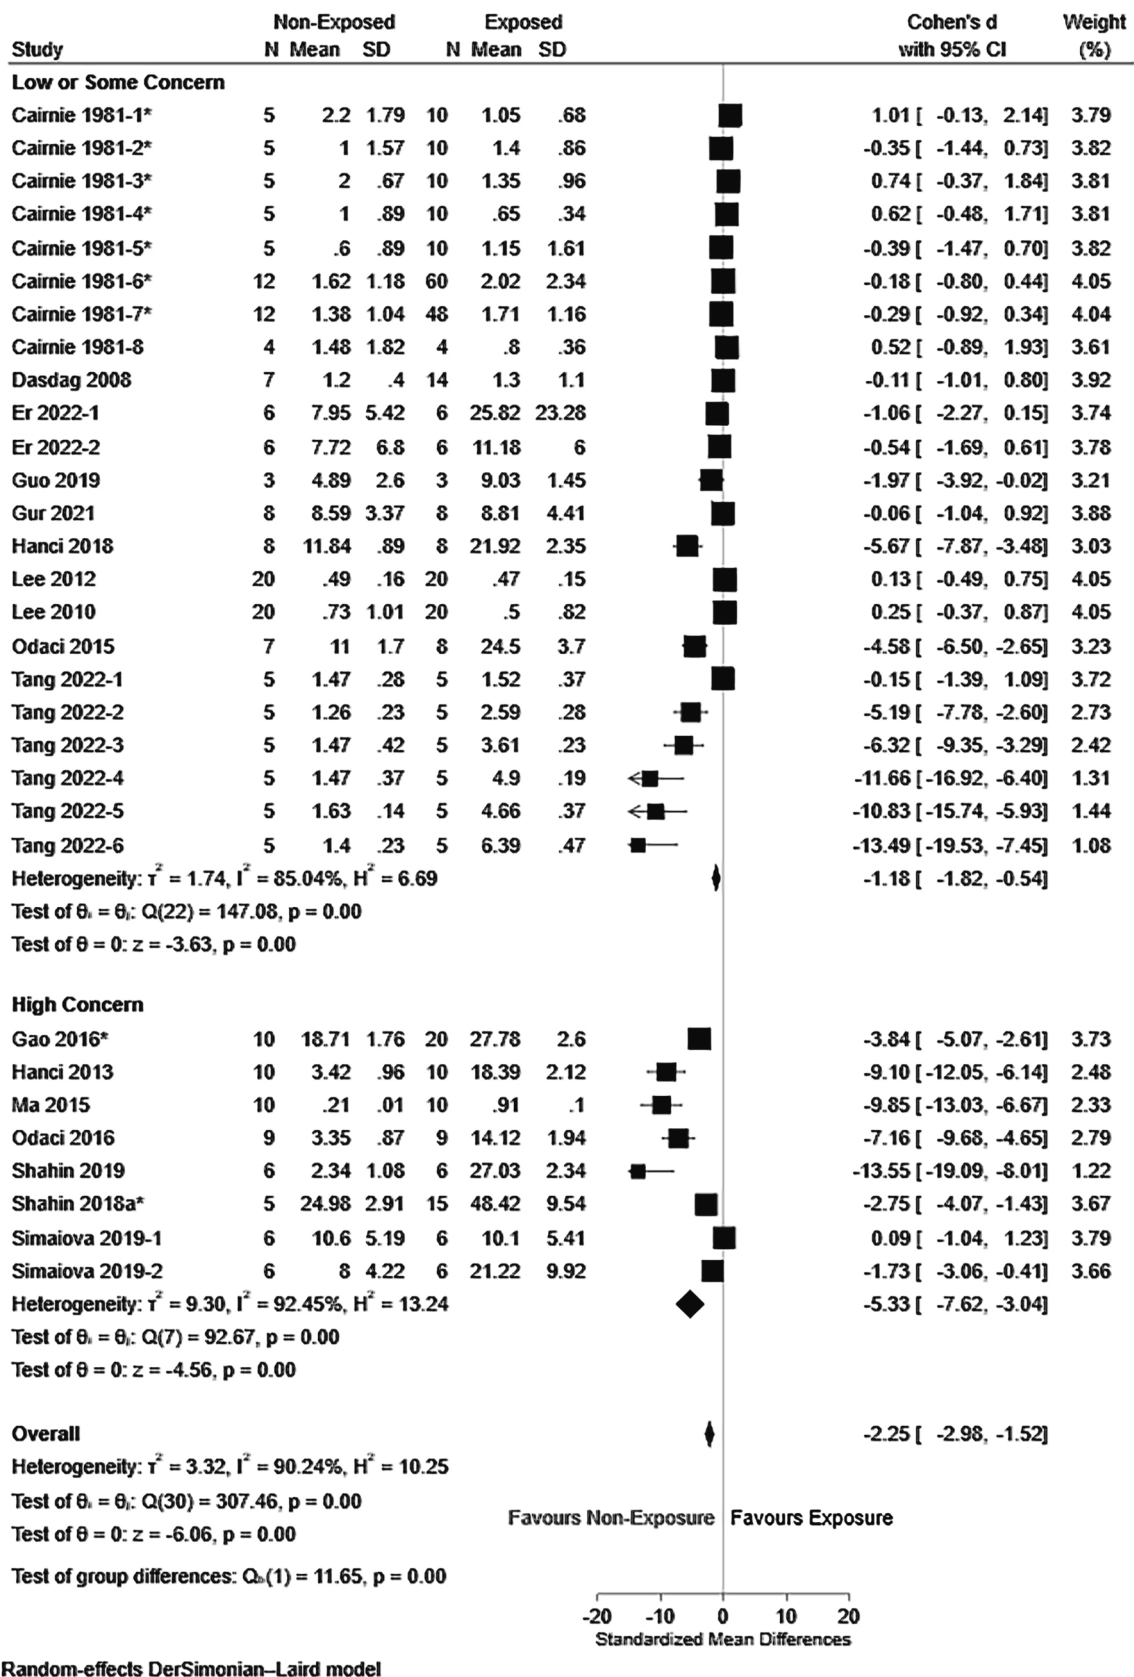 Non-Exposed Exposed Cohen's d Weight
Study N Mean SD N Mean SD with 95% CI (%)
Low or Some Concern
Cairnie 1981-1* 5 2.2 1.79 10 1.05 .68 1.01 [ -0.13, 2.14] 3.79
Cairnie 1981-2* 5 1 1.57 10 1.4 .86 -0.35 [ -1.44, 0.73] 3.82
Cairnie 1981-3* 5 2 .67 10 1.35 .96 0.74 [ -0.37, 1.84] 3.81
Cairnie 1981-4* 5 1 .89 10 .65 .34 0.62 [ -0.48, 1.71] 3.81
Cairnie 1981-5* 5 .6 .89 10 1.15 1.61 -0.39 [ -1.47, 0.70] 3.82
Cairnie 1981-6* 12 1.62 1.18 60 2.02 2.34 -0.18 [ -0.80, 0.44] 4.05
Cairnie 1981-7* 12 1.38 1.04 48 1.71 1.16 -0.29 [ -0.92, 0.34] 4.04
Cairnie 1981-8 4 1.48 1.82 4 .8 .36 0.52 [ -0.89, 1.93] 3.61
Dasdag 2008 7 1.2 .4 14 1.3 1.1 -0.11 [ -1.01, 0.80] 3.92
Er 2022-1 6 7.95 5.42 6 25.82 23.28 -1.06 [ -2.27, 0.15] 3.74
Er 2022-2 6 7.72 6.8 6 11.18 6 -0.54 [ -1.69, 0.61] 3.78
Guo 2019 3 4.89 2.6 3 9.03 1.45 -1.97 [ -3.92, -0.02] 3.21
Gur 2021 8 8.59 3.37 8 8.81 4.41 -0.06 [ -1.04, 0.92] 3.88
Hanci 2018 8 11.84 .89 8 21.92 2.35 -5.67 [ -7.87, -3.48] 3.03
Lee 2012 20 .49 .16 20 .47 .15 0.13 [ -0.49, 0.75] 4.05
Lee 2010 20 .73 1.01 20 .5 .82 0.25 [ -0.37, 0.87] 4.05
Odaci 2015 7 11 1.7 8 24.5 3.7 -4.58 [ -6.50, -2.65] 3.23
Tang 2022-1 5 1.47 .28 5 1.52 .37 -0.15 [ -1.39, 1.09] 3.72
Tang 2022-2 5 1.26 .23 5 2.59 .28 -5.19 [ -7.78, -2.60] 2.73
Tang 2022-3 5 1.47 .42 5 3.61 .23 -6.32 [ -9.35, -3.29] 2.42
Tang 2022-4 5 1.47 .37 5 4.9 .19 -11.66 [ -16.92, -6.40] 1.31
Tang 2022-5 5 1.63 .14 5 4.66 .37 -10.83 [ -15.74, -5.93] 1.44
Tang 2022-6 5 1.4 .23 5 6.39 .47 -13.49 [ -19.53, -7.45] 1.08
Heterogeneity: τ² = 1.74, I² = 85.04%, H² = 6.69 -1.18 [ -1.82, -0.54]
Test of θᵢ = θⱼ: Q(22) = 147.08, p = 0.00
Test of θ = 0: z = -3.63, p = 0.00
High Concern
Gao 2016* 10 18.71 1.76 20 27.78 2.6 -3.84 [ -5.07, -2.61] 3.73
Hanci 2013 10 3.42 .96 10 18.39 2.12 -9.10 [ -12.05, -6.14] 2.48
Ma 2015 10 .21 .01 10 .91 .1 -9.85 [ -13.03, -6.67] 2.33
Odaci 2016 9 3.35 .87 9 14.12 1.94 -7.16 [ -9.68, -4.65] 2.79
Shahin 2019 6 2.34 1.08 6 27.03 2.34 -13.55 [ -19.09, -8.01] 1.22
Shahin 2018a* 5 24.98 2.91 15 48.42 9.54 -2.75 [ -4.07, -1.43] 3.67
Simaiova 2019-1 6 10.6 5.19 6 10.1 5.41 0.09 [ -1.04, 1.23] 3.79
Simaiova 2019-2 6 8 4.22 6 21.22 9.92 -1.73 [ -3.06, -0.41] 3.66
Heterogeneity: τ² = 9.30, I² = 92.45%, H² = 13.24 -5.33 [ -7.62, -3.04]
Test of θᵢ = θⱼ: Q(7) = 92.67, p = 0.00
Test of θ = 0: z = -4.56, p = 0.00
Overall -2.25 [ -2.98, -1.52]
Heterogeneity: τ² = 3.32, I² = 90.24%, H² = 10.25
Test of θᵢ = θⱼ: Q(30) = 307.46, p = 0.00
Favours Non-Exposure Favours Exposure
Test of θ = 0: z = -6.06, p = 0.00
Test of group differences: Q_b(1) = 11.65, p = 0.00
-20 -10 0 10 20
Standardized Mean Differences
Random-effects DerSimonian–Laird model